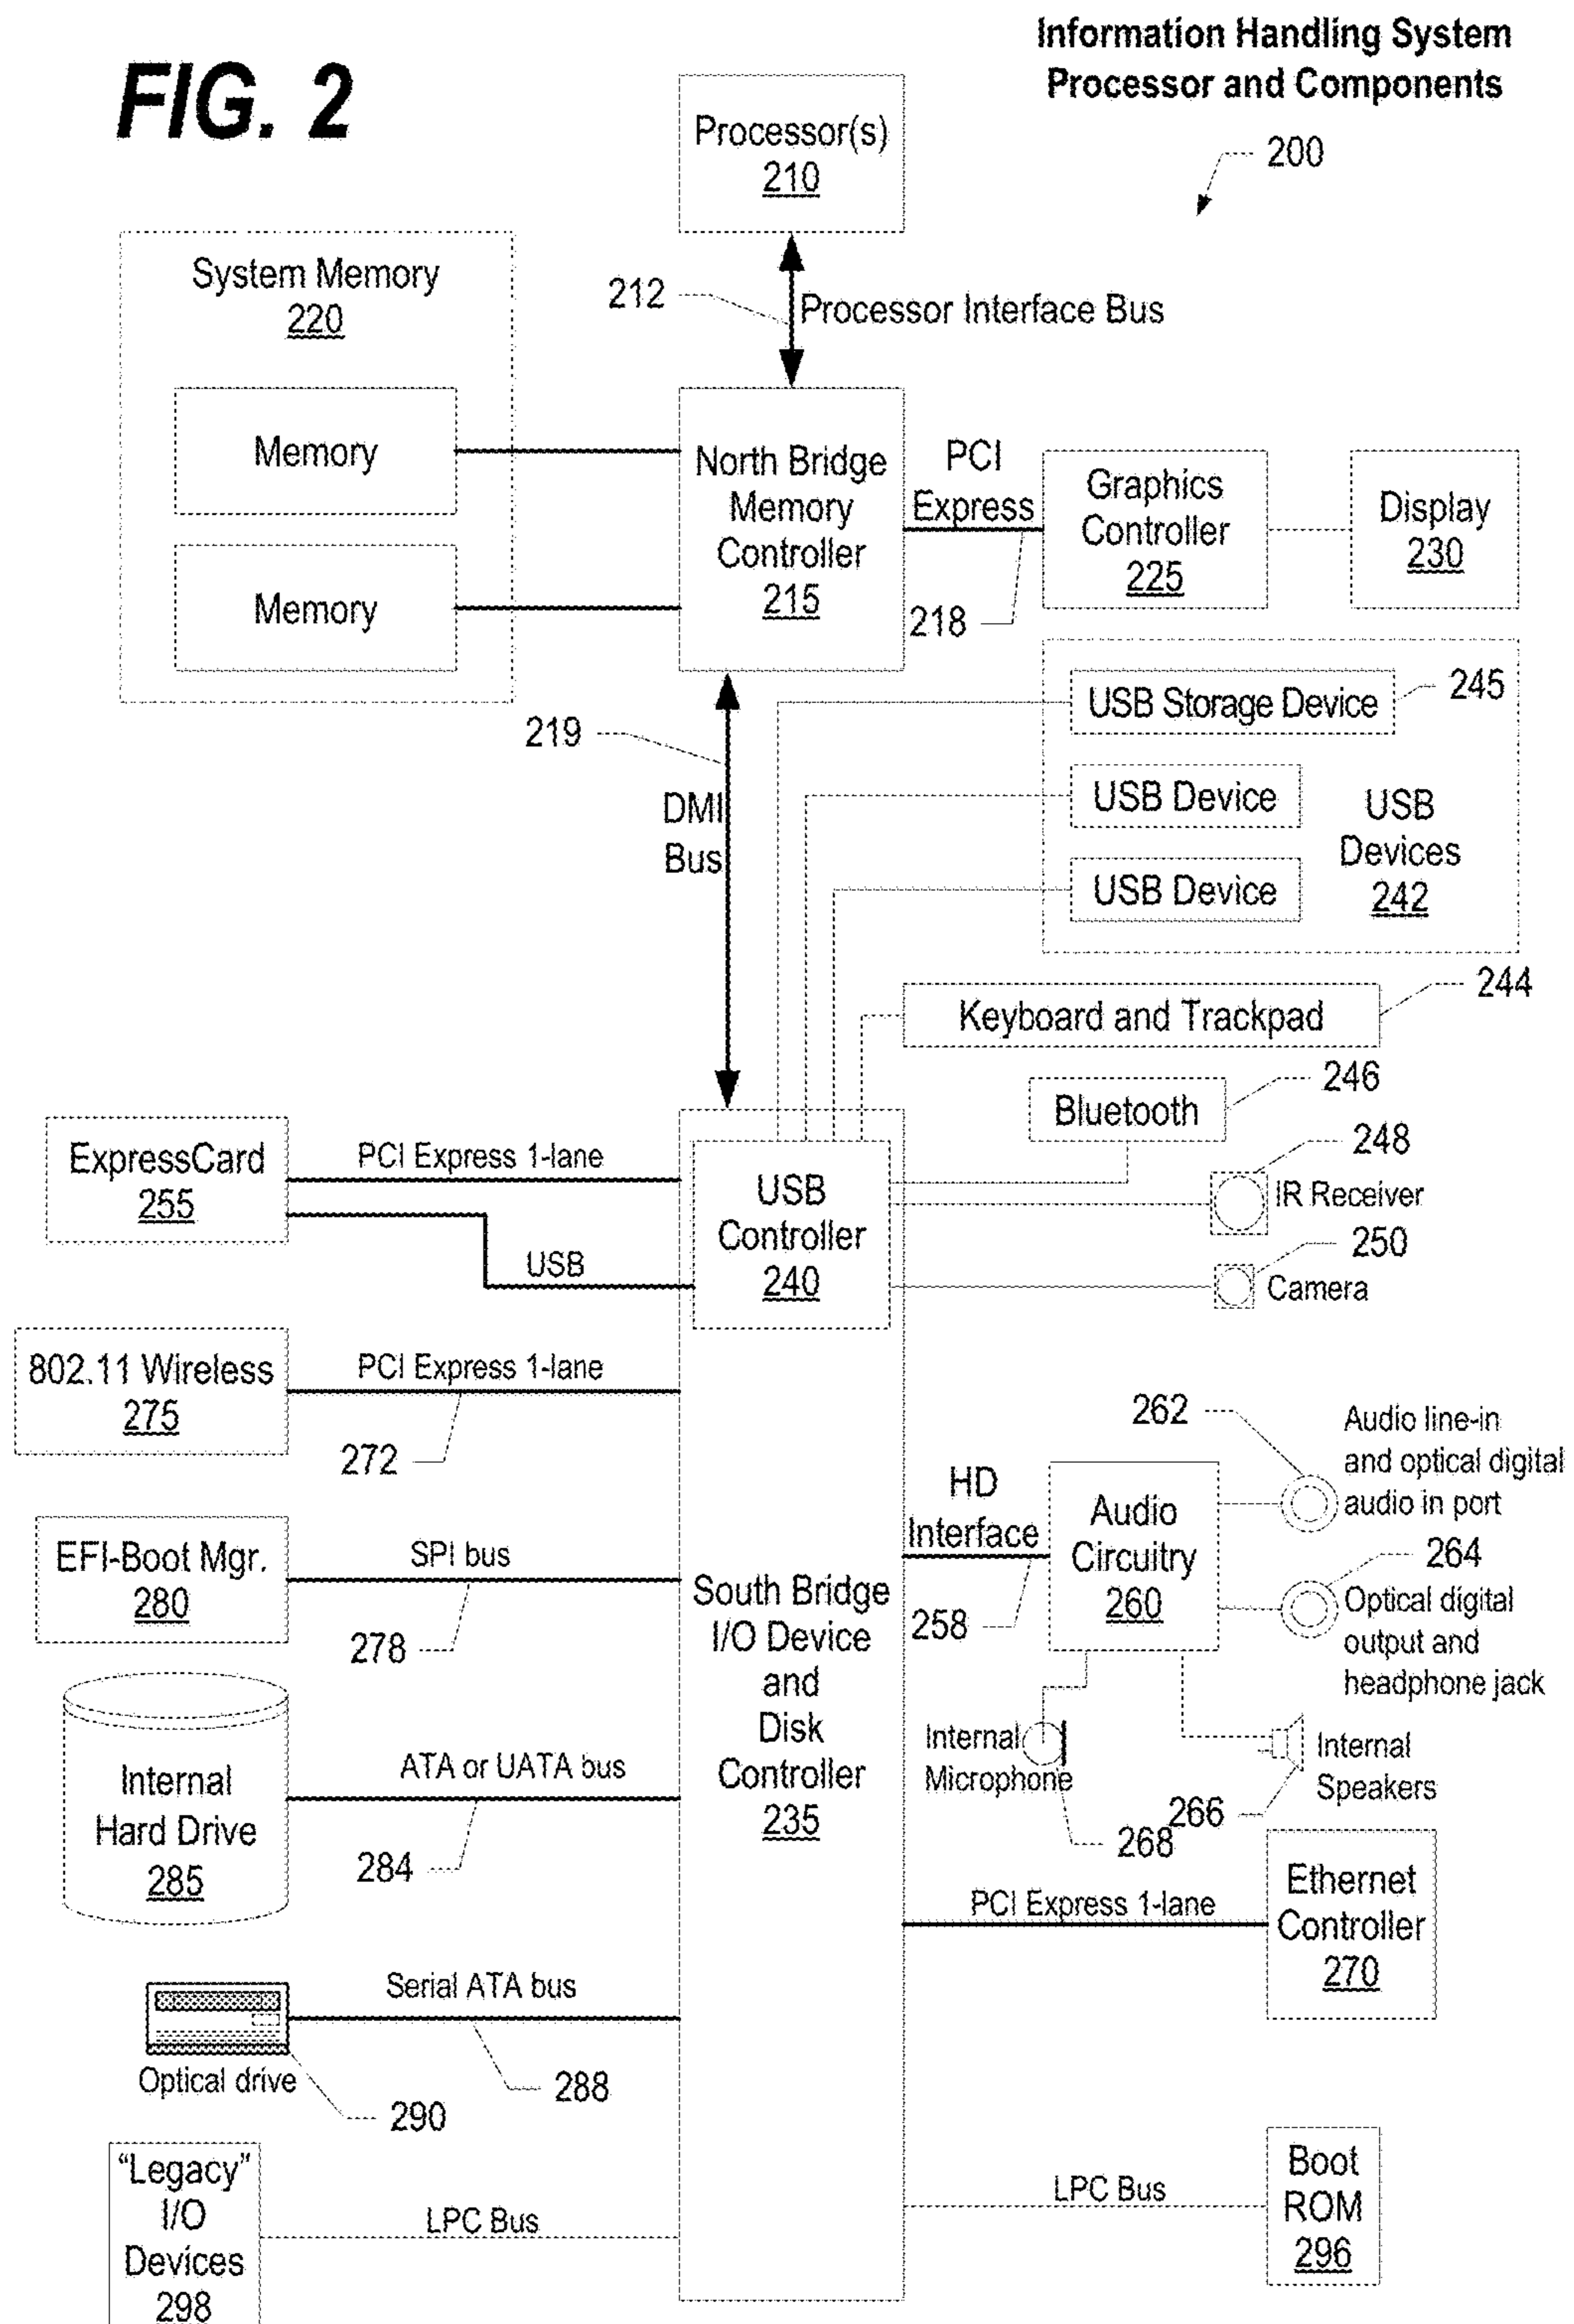 Information Handling System
Processor and Components
FIG. 2
200
Processor(s)
210
212
Processor Interface Bus
System Memory
220
Memory
Memory
North Bridge
Memory
Controller
215
PCI
Express
218
Graphics
Controller
225
Display
230
219
DMI
Bus
USB Storage Device
245
USB Device
USB Device
USB
Devices
242
Keyboard and Trackpad
244
Bluetooth
246
248
IR Receiver
250
Camera
USB
Controller
240
ExpressCard
255
PCI Express 1-lane
USB
802.11 Wireless
275
PCI Express 1-lane
272
EFI-Boot Mgr.
280
SPI bus
278
South Bridge
I/O Device
and
Disk
Controller
235
HD
Interface
258
Audio
Circuitry
260
262
Audio line-in
and optical digital
audio in port
264
Optical digital
output and
headphone jack
Internal
Microphone
268
266
Internal
Speakers
Internal
Hard Drive
285
ATA or UATA bus
284
PCI Express 1-lane
Ethernet
Controller
270
Serial ATA bus
288
Optical drive
290
"Legacy"
I/O
Devices
298
LPC Bus
LPC Bus
Boot
ROM
296